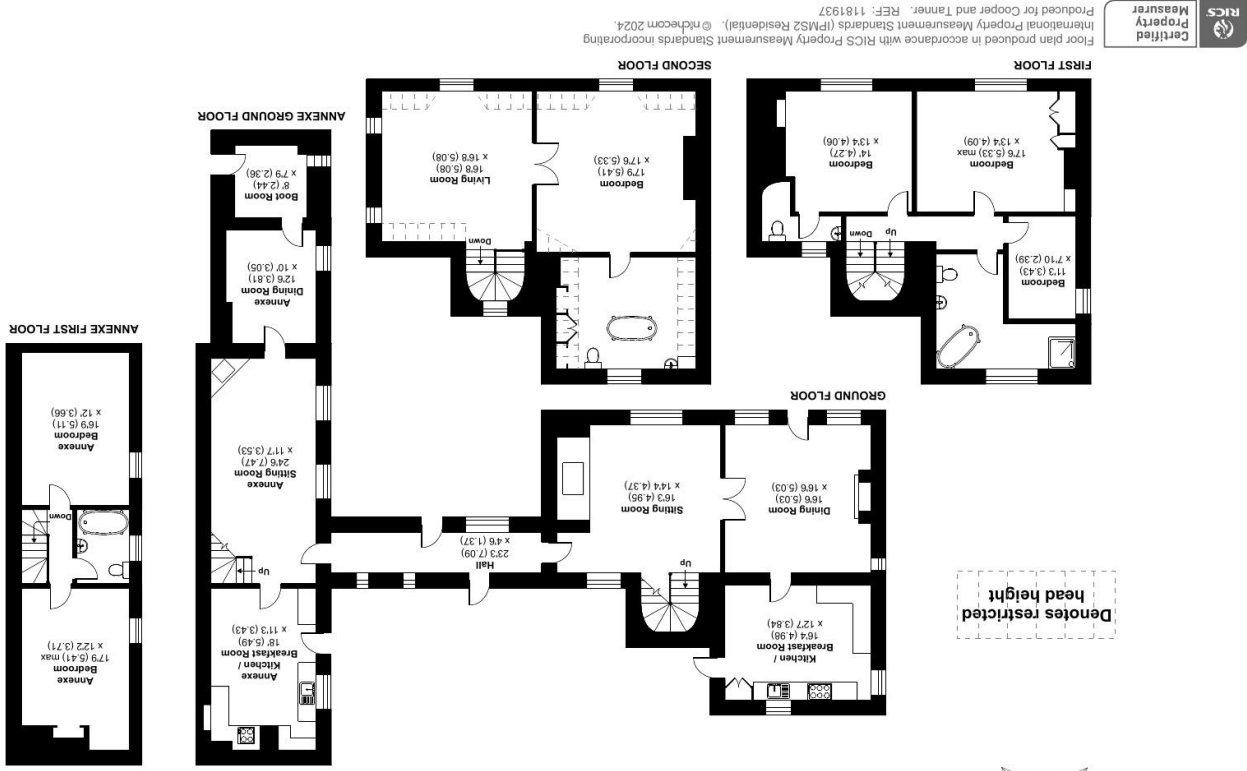 Denotes restricted
head height
Kitchen /
Breakfast Room
16'4 (4.98)
x 12'7 (3.84)
Up
Dining Room
16'6 (5.03)
x 16'6 (5.03)
Sitting Room
16'3 (4.95)
x 14'4 (4.37)
Hall
23'3 (7.09)
x 4'6 (1.37)
GROUND FLOOR
Annexe
Kitchen /
Breakfast Room
18' (5.49)
x 11'3 (3.43)
Up
Annexe
Sitting Room
24'6 (7.47)
x 11'7 (3.53)
Annexe
Dining Room
12'6 (3.81)
x 10' (3.05)
Boot Room
8' (2.44)
x 7'9 (2.36)
ANNEXE GROUND FLOOR
Annexe
Bedroom
17'9 (5.41) max
x 12'2 (3.71)
Down
Annexe
Bedroom
16'9 (5.11)
x 12' (3.66)
ANNEXE FIRST FLOOR
Bedroom
11'3 (3.43)
x 7'10 (2.39)
Up
Down
Bedroom
17'6 (5.33) max
x 13'4 (4.09)
Bedroom
14' (4.27)
x 13'4 (4.06)
FIRST FLOOR
Down
Bedroom
17'9 (5.41)
x 17'6 (5.33)
Living Room
16'8 (5.08)
x 16'8 (5.08)
SECOND FLOOR
RICS
Certified
Property
Measurer
Floor plan produced in accordance with RICS Property Measurement Standards incorporating
International Property Measurement Standards (IPMS2 Residential). © nichecom 2024.
Produced for Cooper and Tanner. REF: 1181937